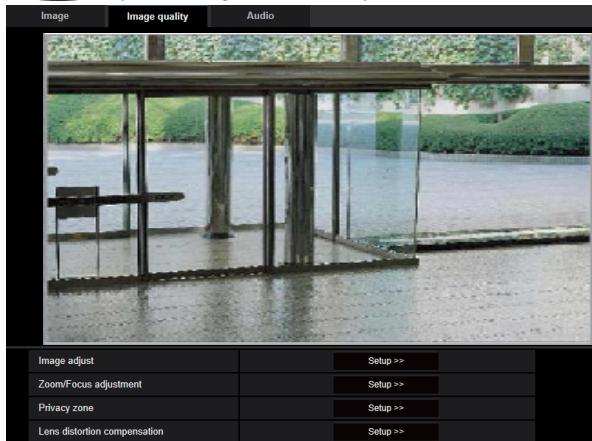 Image Image quality Audio
Image adjust Setup >>
Zoom/Focus adjustment Setup >>
Privacy zone Setup >>
Lens distortion compensation Setup >>